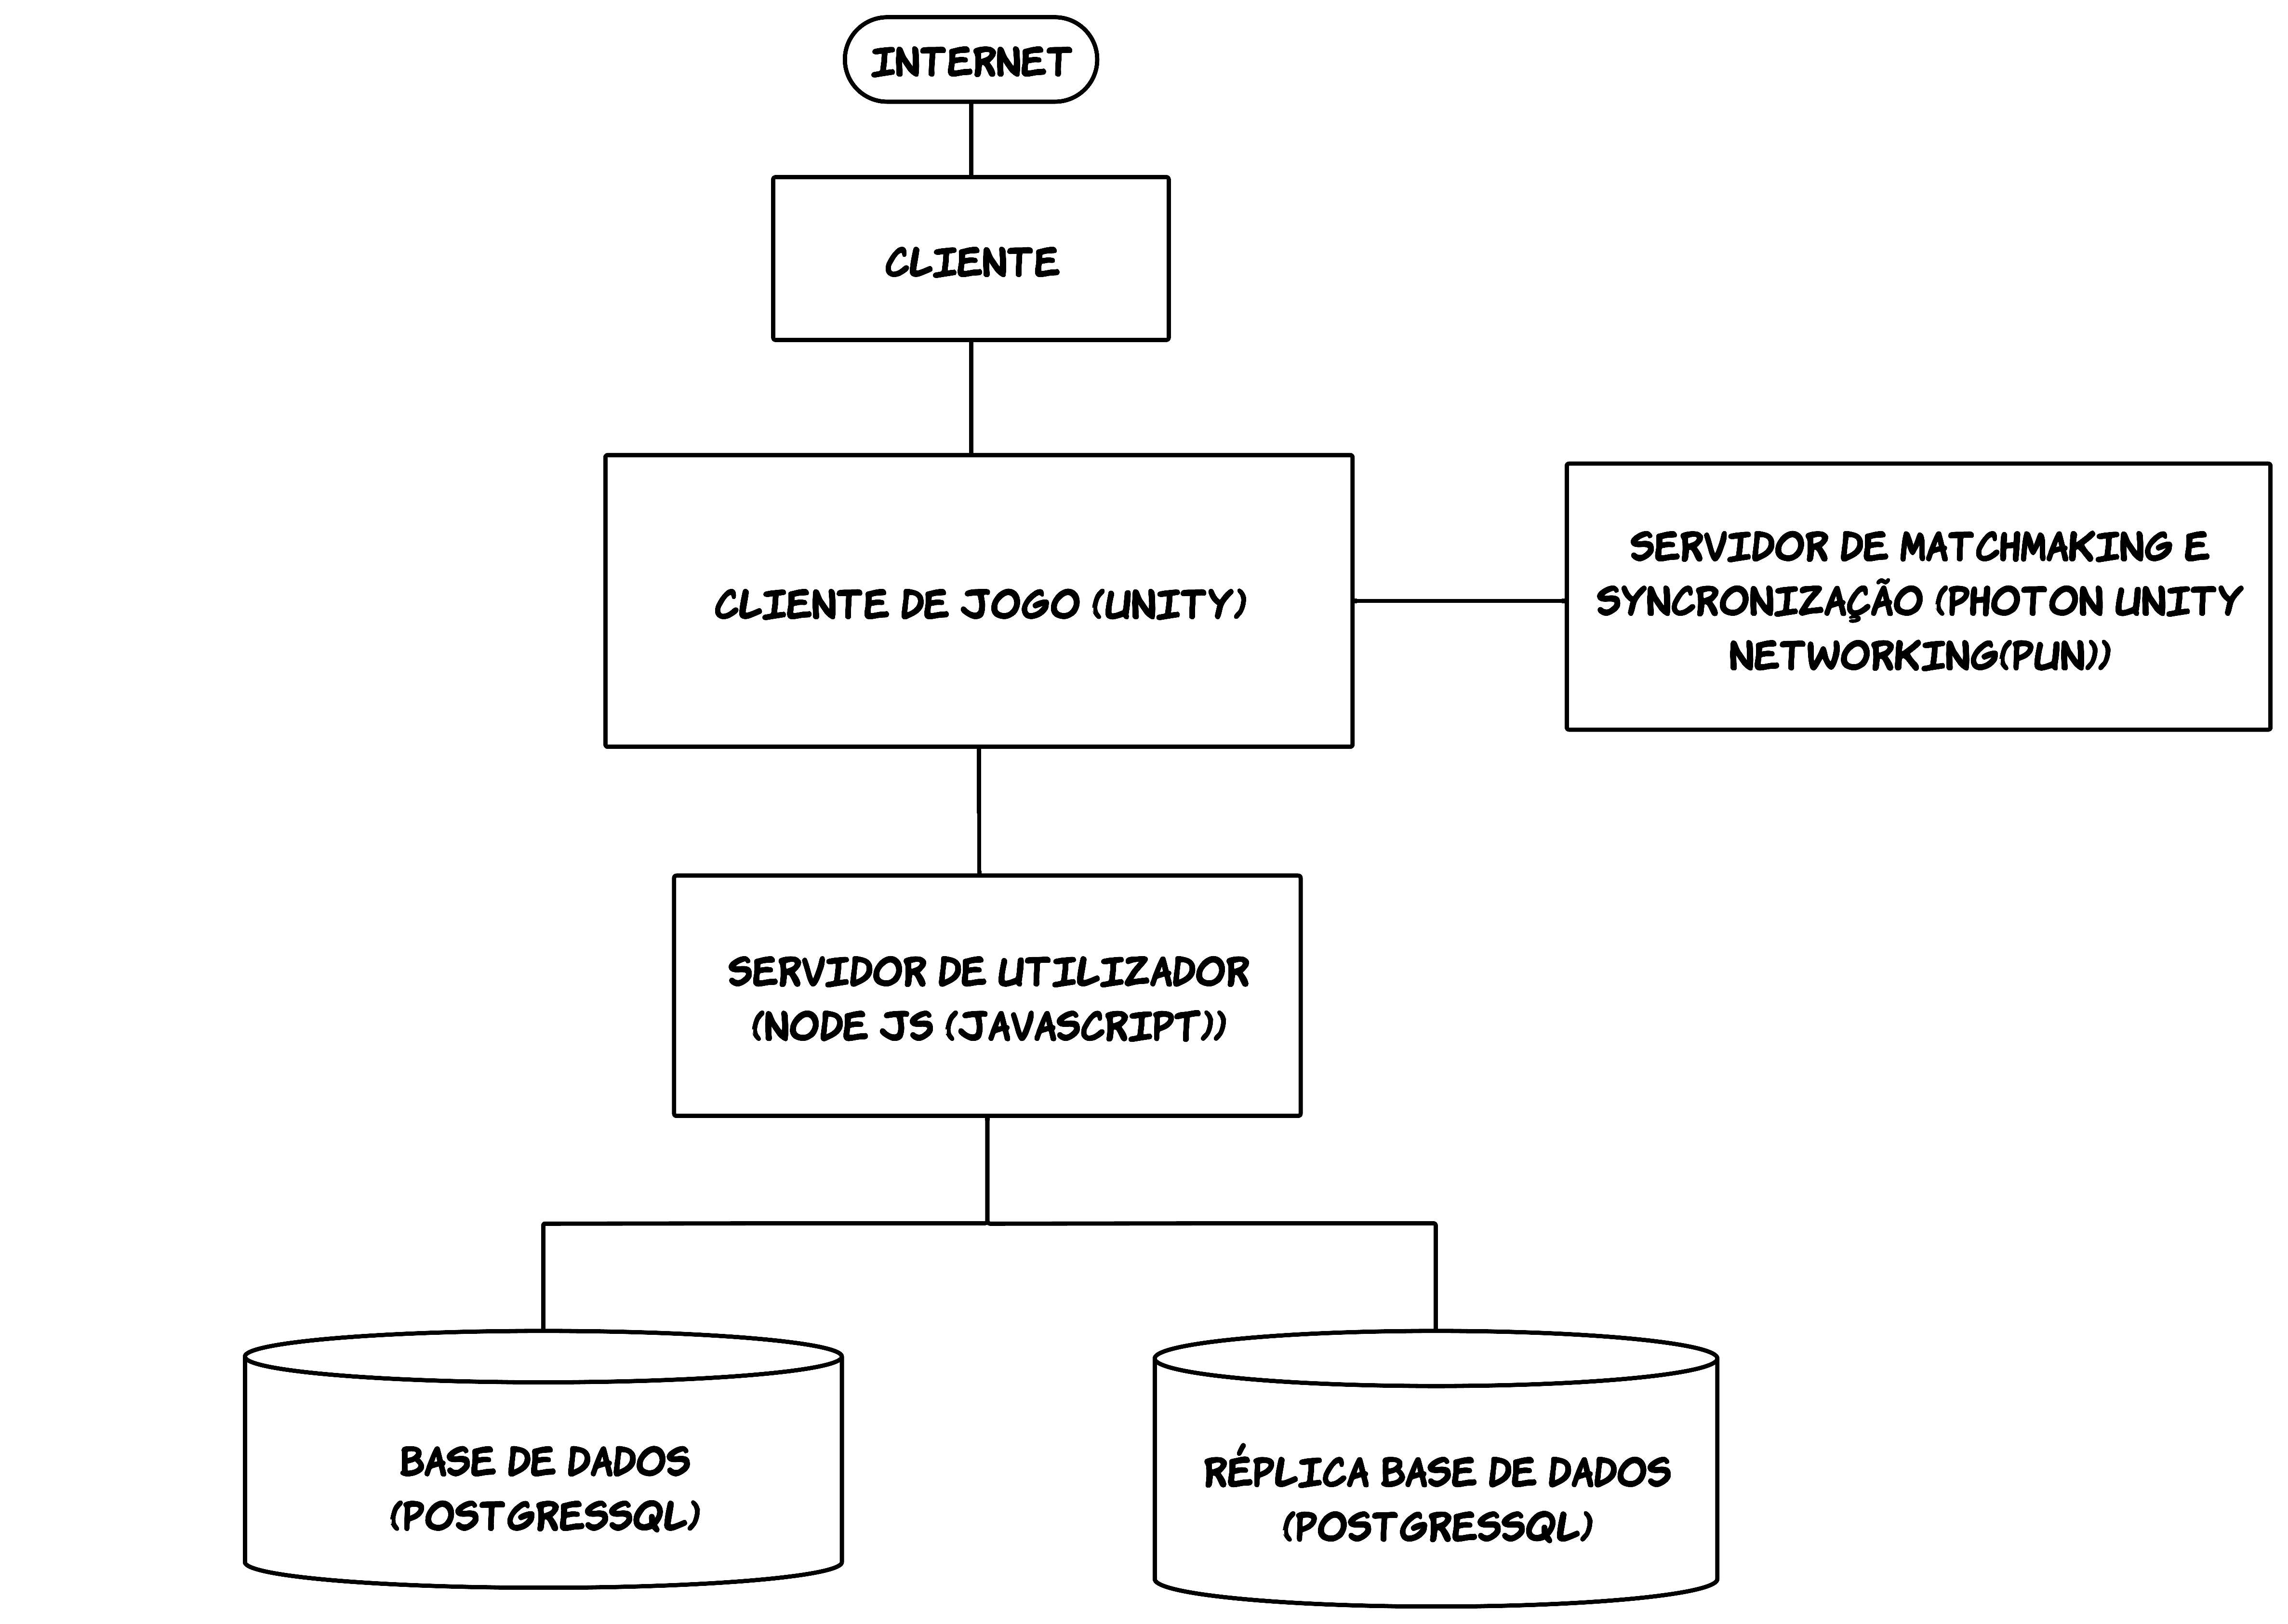 INTERNET
CLIENTE
CLIENTE DE JOGO (UNITY)
SERVIDOR DE MATCHMAKING E
SYNCRONIZAÇÃO (PHOTON UNITY
NETWORKING(PUN))
SERVIDOR DE UTILIZADOR
(NODE JS (JAVASCRIPT))
BASE DE DADOS
(POSTGRESSQL)
RÉPLICA BASE DE DADOS
(POSTGRESSQL)